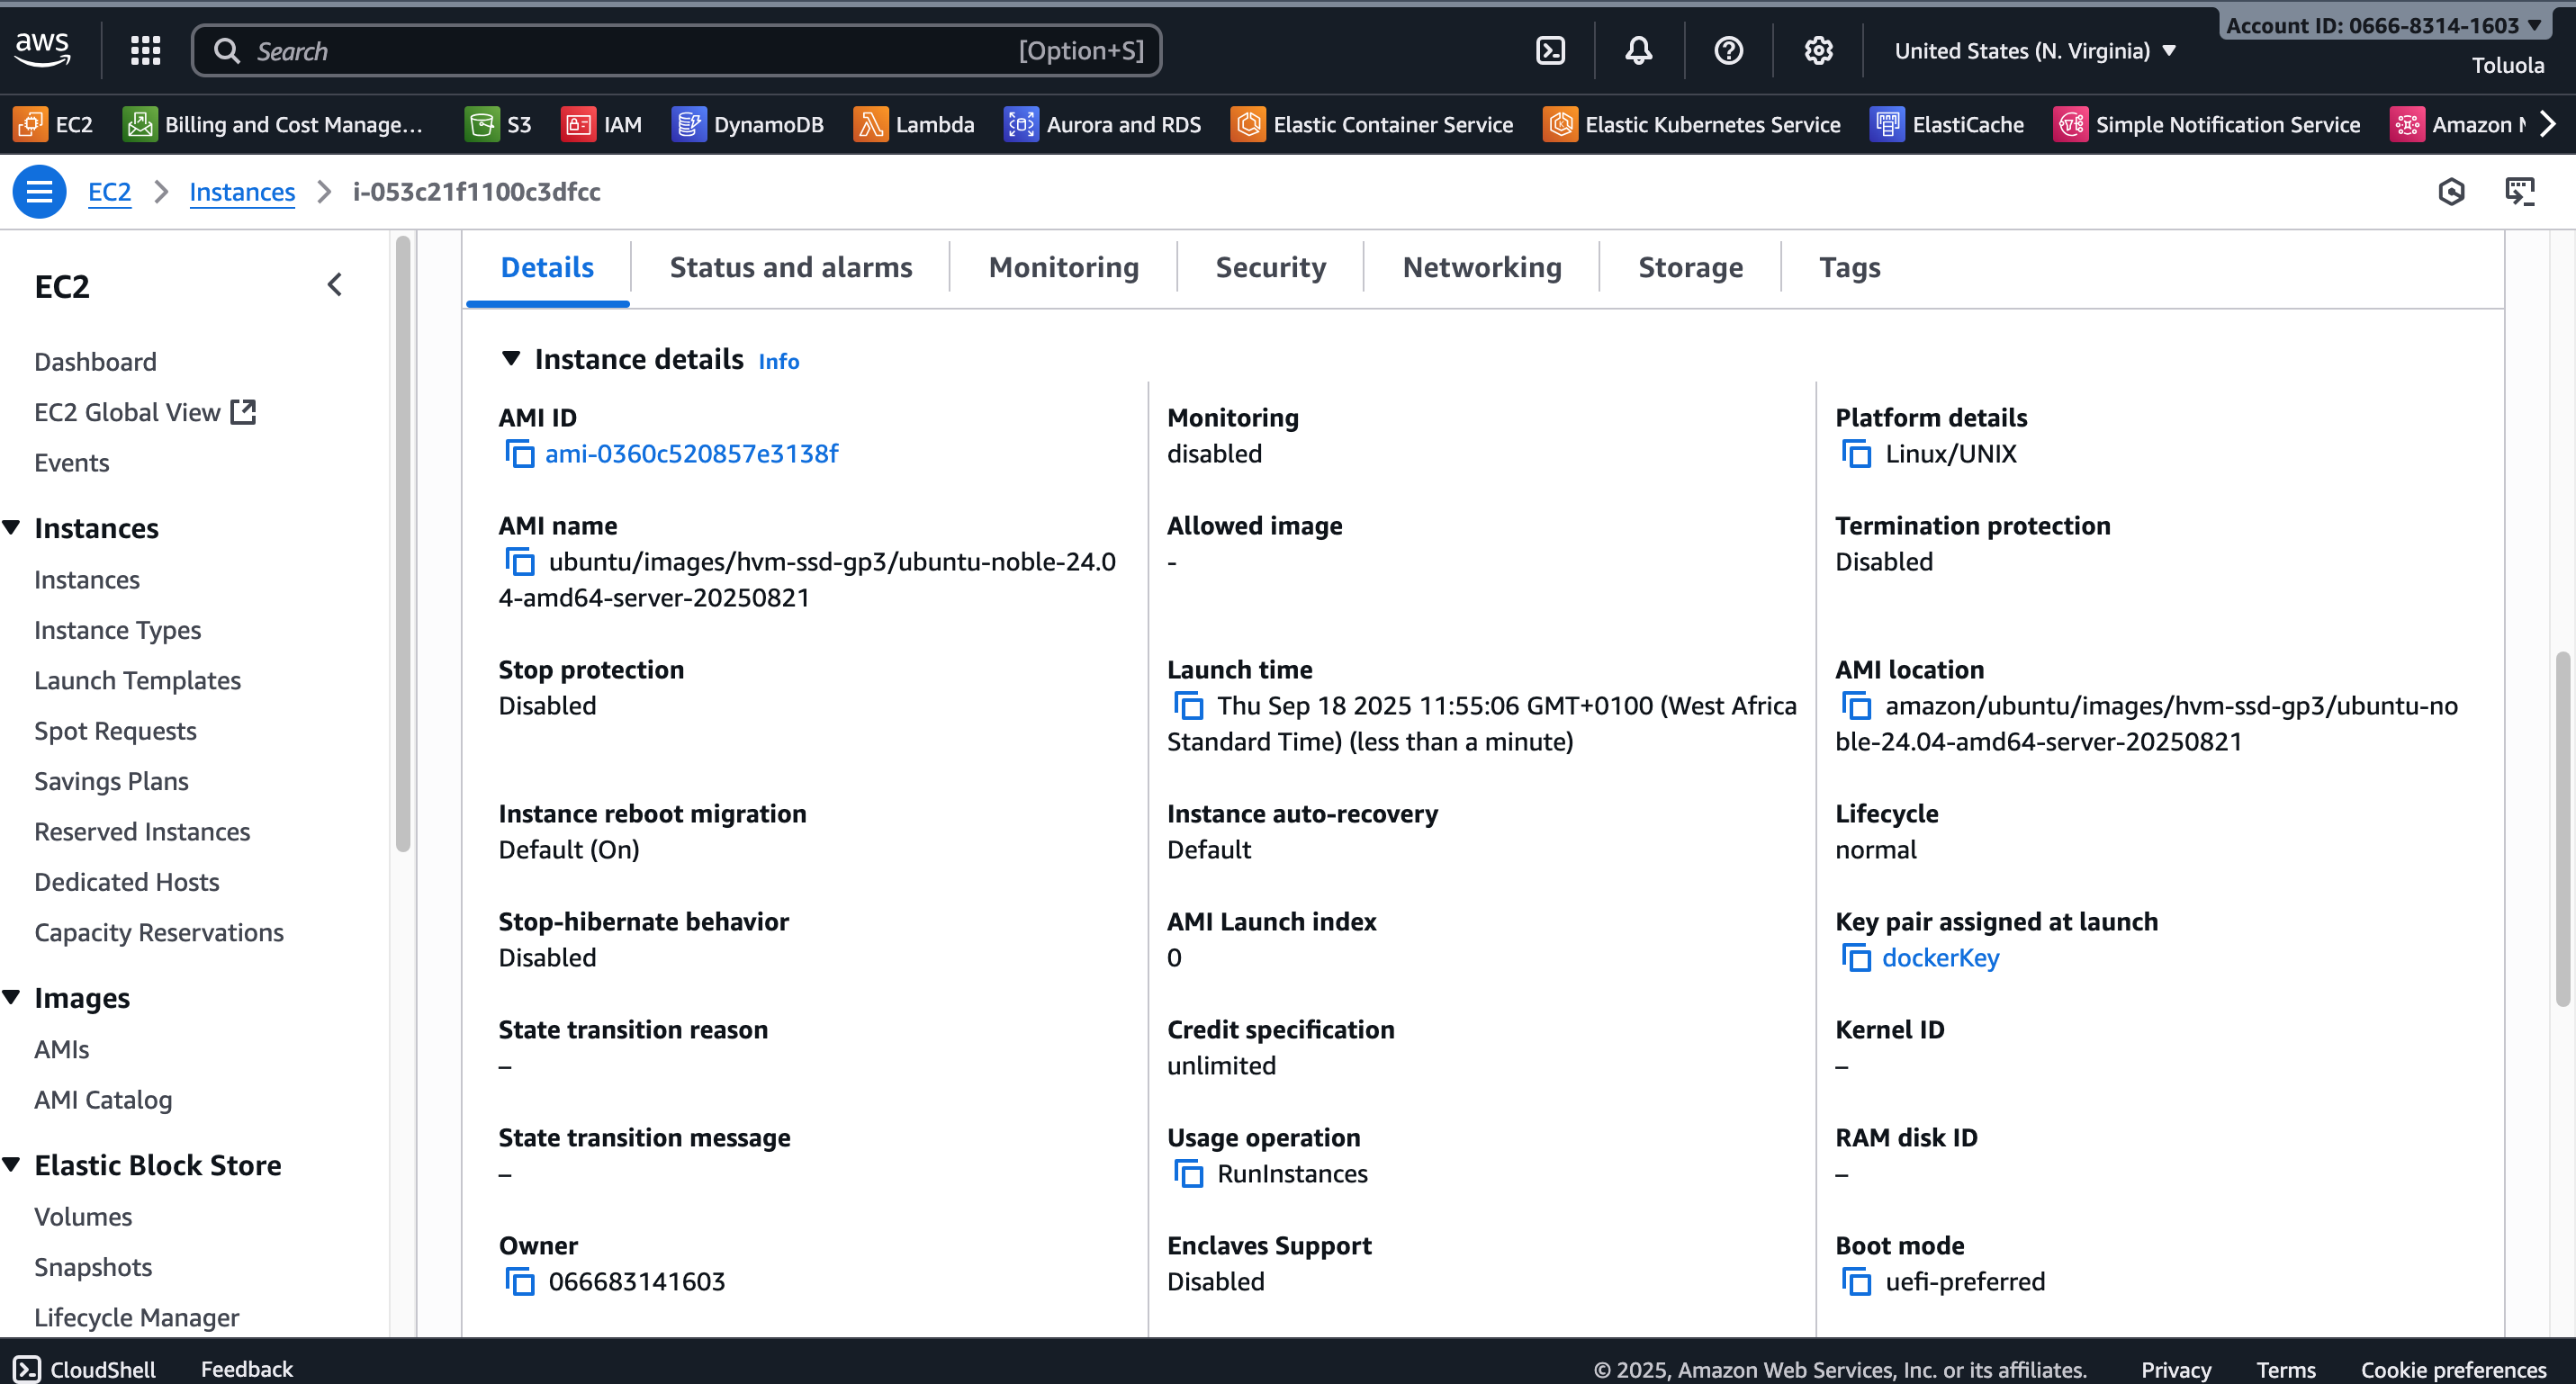 Account ID: 0666-8314-1603
aws
Search
[Option+S]
United States (N. Virginia)
Toluola
EC2
Billing and Cost Manage...
S3
IAM
DynamoDB
Lambda
Aurora and RDS
Elastic Container Service
Elastic Kubernetes Service
ElastiCache
Simple Notification Service
Amazon
EC2
Instances
i-053c21f1100c3dfcc
EC2
Dashboard
EC2 Global View
Events
Instances
Instances
Instance Types
Launch Templates
Spot Requests
Savings Plans
Reserved Instances
Dedicated Hosts
Capacity Reservations
Images
AMIs
AMI Catalog
Elastic Block Store
Volumes
Snapshots
Lifecycle Manager
Details
Status and alarms
Monitoring
Security
Networking
Storage
Tags
Instance details Info
AMI ID
ami-0360c520857e3138f
Monitoring
disabled
Platform details
Linux/UNIX
AMI name
ubuntu/images/hvm-ssd-gp3/ubuntu-noble-24.0
4-amd64-server-20250821
Allowed image
-
Termination protection
Disabled
Stop protection
Disabled
Launch time
Thu Sep 18 2025 11:55:06 GMT+0100 (West Africa
Standard Time) (less than a minute)
AMI location
amazon/ubuntu/images/hvm-ssd-gp3/ubuntu-no
ble-24.04-amd64-server-20250821
Instance reboot migration
Default (On)
Instance auto-recovery
Default
Lifecycle
normal
Stop-hibernate behavior
Disabled
AMI Launch index
0
Key pair assigned at launch
dockerKey
State transition reason
–
Credit specification
unlimited
Kernel ID
–
State transition message
–
Usage operation
RunInstances
RAM disk ID
–
Owner
066683141603
Enclaves Support
Disabled
Boot mode
uefi-preferred
CloudShell
Feedback
© 2025, Amazon Web Services, Inc. or its affiliates.
Privacy
Terms
Cookie preferences